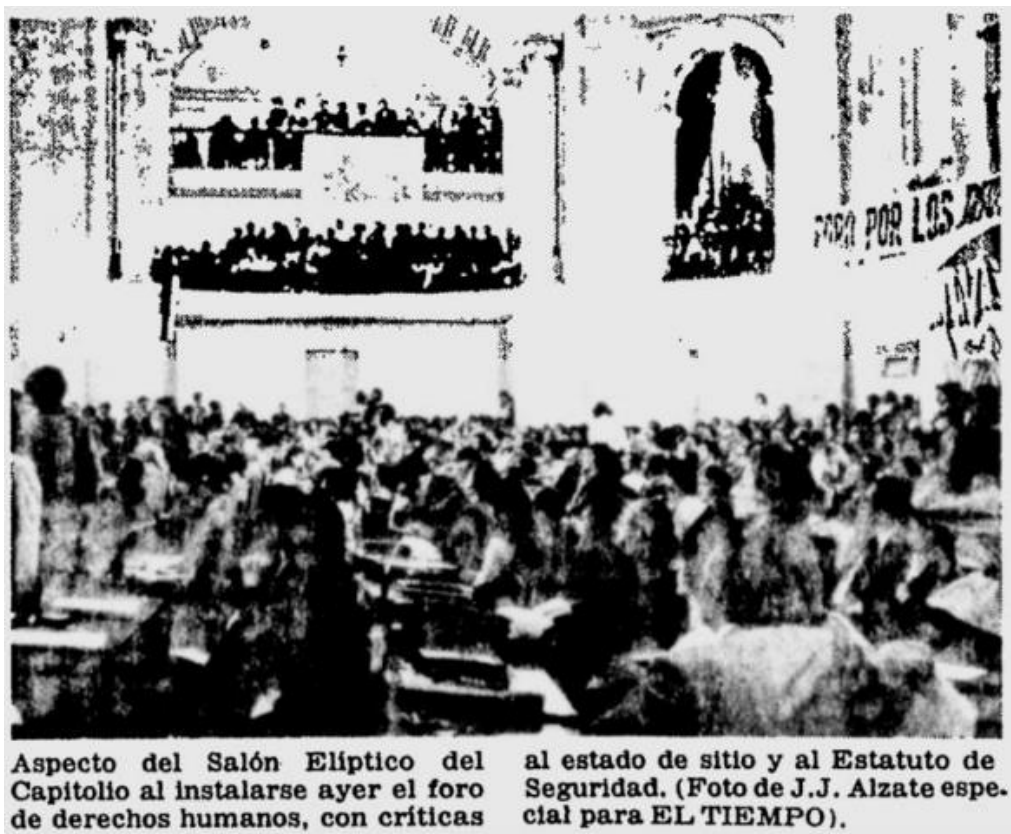 POR LOS
Aspecto del Salón Elíptico del
Capitolio al instalarse ayer el foro
de derechos humanos, con críticas
al estado de sitio y al Estatuto de
Seguridad. (Foto de J.J. Alzate espe-
cial para EL TIEMPO).